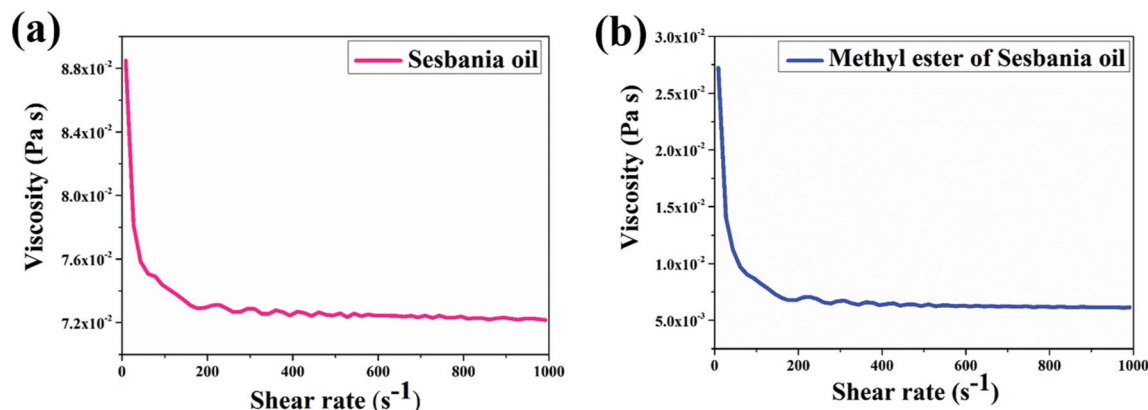 (a)
Sesbania oil
Viscosity (Pa s)
8.8x10⁻²
8.4x10⁻²
8.0x10⁻²
7.6x10⁻²
7.2x10⁻²
0 200 400 600 800 1000
Shear rate (s⁻¹)
(b)
Methyl ester of Sesbania oil
Viscosity (Pa s)
3.0x10⁻²
2.5x10⁻²
2.0x10⁻²
1.5x10⁻²
1.0x10⁻²
5.0x10⁻³
0 200 400 600 800 1000
Shear rate (s⁻¹)